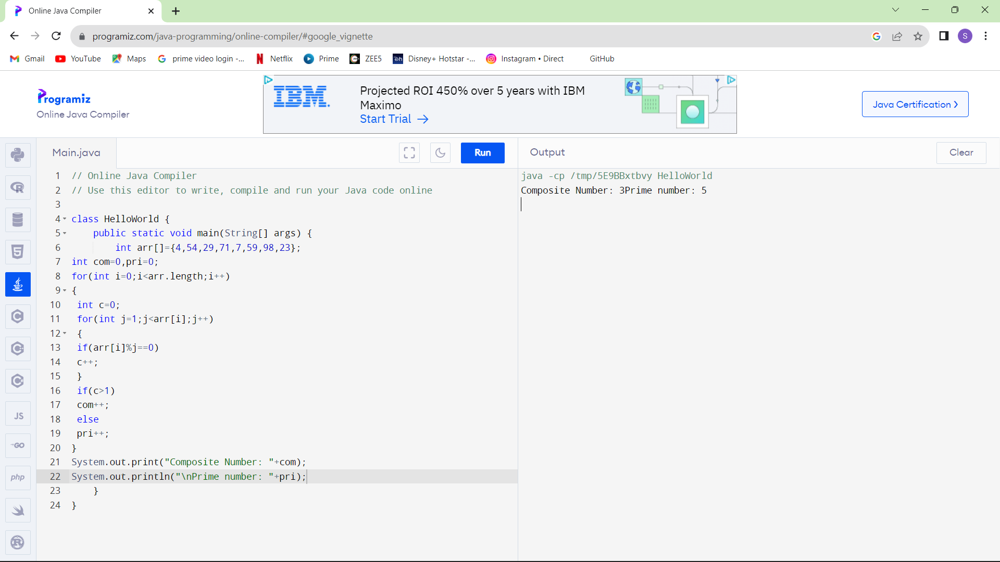 Online Java Compiler
programiz.com/java-programming/online-compiler/#google_vignette
S
Gmail YouTube Maps prime video login -... Netflix Prime ZEE5 Disney+ Hotstar -... Instagram • Direct GitHub
Programiz
Online Java Compiler
IBM.
Projected ROI 450% over 5 years with IBM
Maximo
Start Trial →
Java Certification ❯
Main.java
Run
Output
Clear
1 // Online Java Compiler
2 // Use this editor to write, compile and run your Java code online
3
4 class HelloWorld {
5     public static void main(String[] args) {
6         int arr[]={4,54,29,71,7,59,98,23};
7 int com=0,pri=0;
8 for(int i=0;i<arr.length;i++)
9 {
10  int c=0;
11  for(int j=1;j<arr[i];j++)
12  {
13  if(arr[i]%j==0)
14  c++;
15  }
16  if(c>1)
17  com++;
18  else
19  pri++;
20 }
21 System.out.print("Composite Number: "+com);
22 System.out.println("\nPrime number: "+pri);
23     }
24 }
java -cp /tmp/5E9BBxtbvy HelloWorld
Composite Number: 3Prime number: 5
R
5
C
C
C
JS
GO
php
R